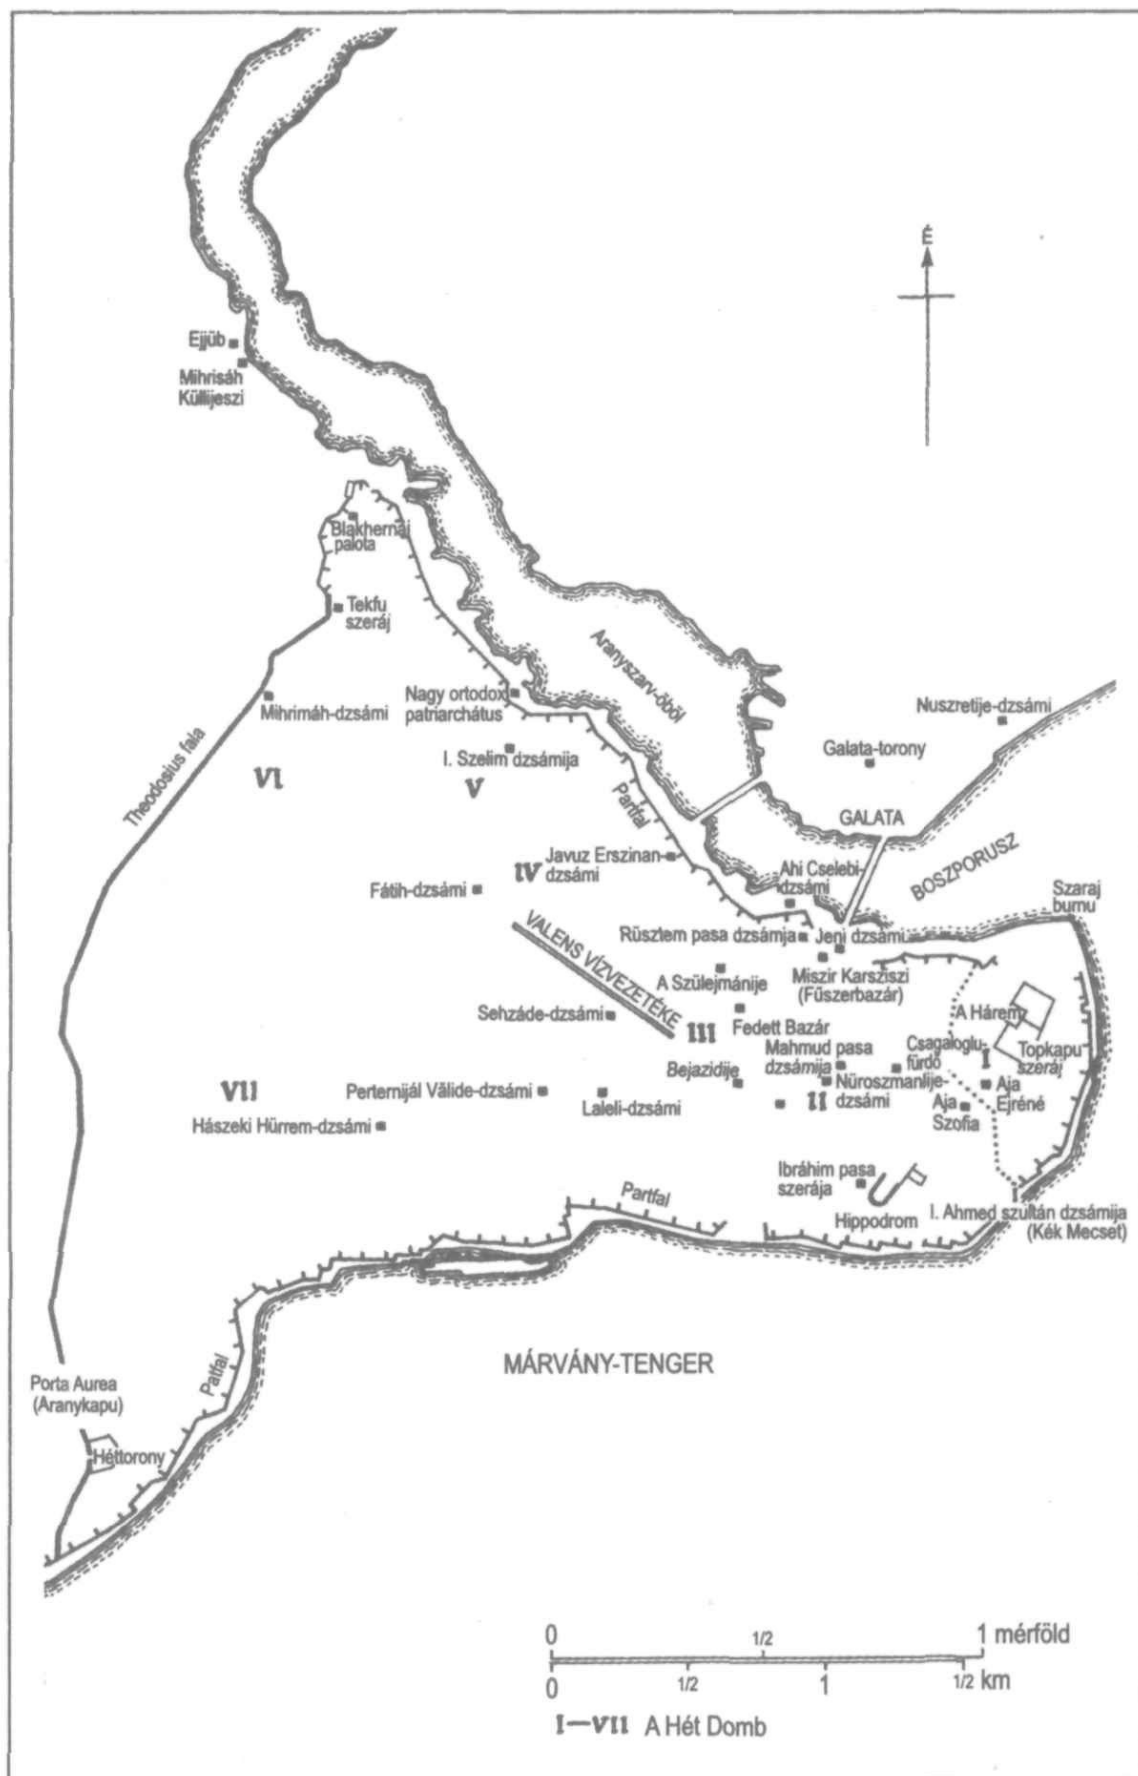 É
Ejjüb
Mihrisáh
Küllijeszi
Blakhernai
palota
Tekfu
szeráj
Aranyszarv-öböl
Nagy ortodox
patriarchátus
Mihrimáh-dzsámi
Nuszretije-dzsámi
Theodosius fala
I. Szelim dzsámija
Galata-torony
VI
V
Partfal
GALATA
BOSZPORUSZ
Javuz Erszinan-
dzsámi
IV
Ahi Cselebi-
dzsámi
Fátih-dzsámi
Szaraj
burnu
VALENS VÍZVEZETÉKE
Rüsztem pasa dzsámja
Jeni dzsámi
Miszir Karsziszi
(Fűszerbazár)
A Szülejmánije
Sehzáde-dzsámi
A Hárem
III
Fedett Bazár
Mahmud pasa
dzsámija
Csagaloglu-
fürdő
I
Topkapu
szeráj
Bejazidije
VII
Perternijál Válide-dzsámi
Laleli-dzsámi
II
Nüroszmanlije-
dzsámi
Aja
Ejréné
Aja
Szofia
Hászeki Hürrem-dzsámi
Ibráhim pasa
szerája
Partfal
Hippodrom
I. Ahmed szultán dzsámija
(Kék Mecset)
MÁRVÁNY-TENGER
Patfal
Porta Aurea
(Aranykapu)
Héttorony
0 1/2 1 mérföld
0 1/2 1 1/2 km
I—VII A Hét Domb